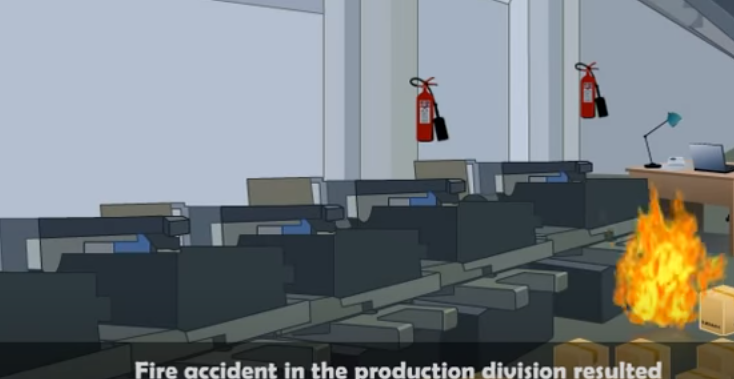 Fire accident in the production division resulted